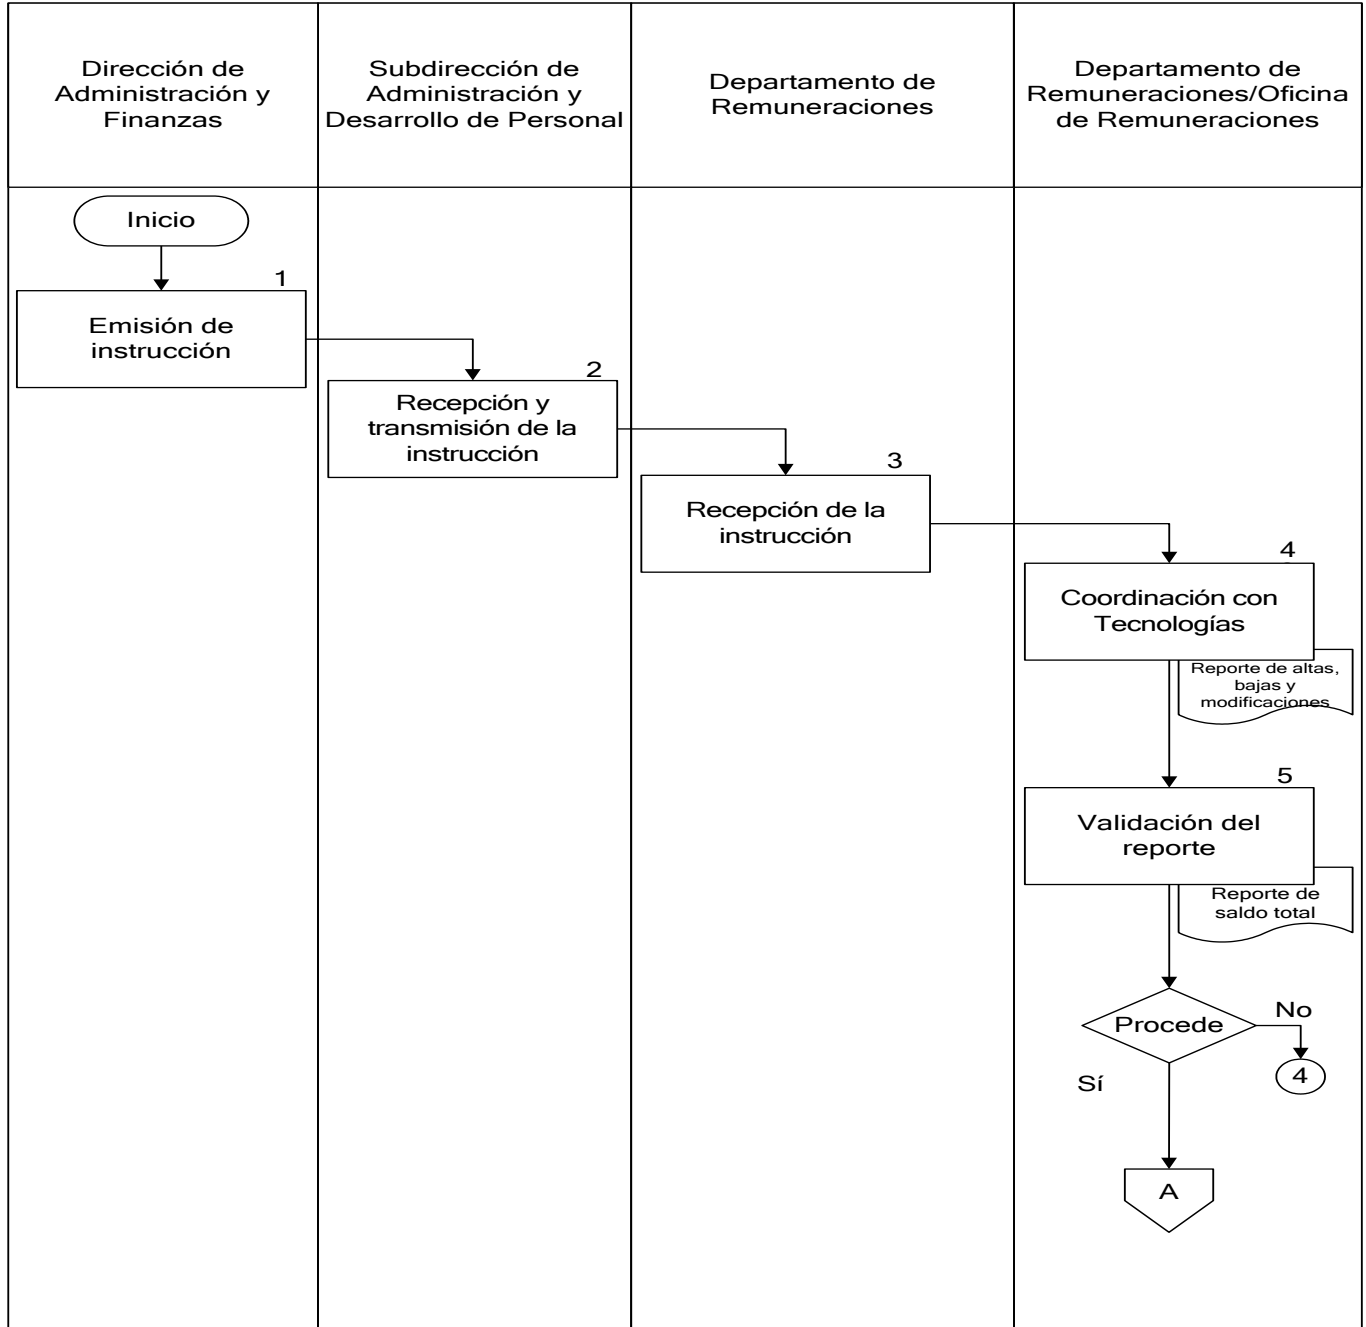 Dirección de
Administración y
Finanzas
Subdirección de
Administración y
Desarrollo de Personal
Departamento de
Remuneraciones
Departamento de
Remuneraciones/Oficina
de Remuneraciones
Inicio
1
Emisión de
instrucción
2
Recepción y
transmisión de la
instrucción
3
Recepción de la
instrucción
4
Coordinación con
Tecnologías
Reporte de altas,
bajas y
modificaciones
5
Validación del
reporte
Reporte de
saldo total
Procede
No
4
Sí
A